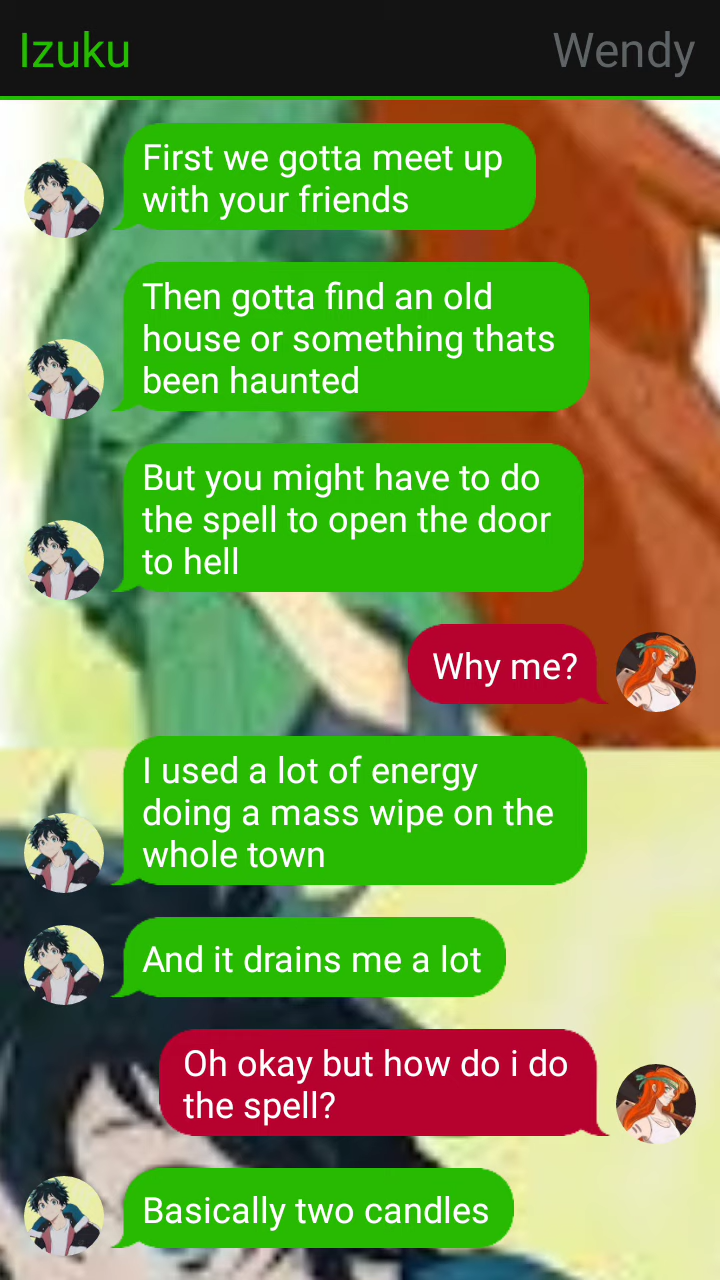 Izuku
Wendy
First we gotta meet up
with your friends
Then gotta find an old
house or something thats
been haunted
But you might have to do
the spell to open the door
to hell
Why me?
I used a lot of energy
doing a mass wipe on the
whole town
And it drains me a lot
Oh okay but how do i do
the spell?
Basically two candles